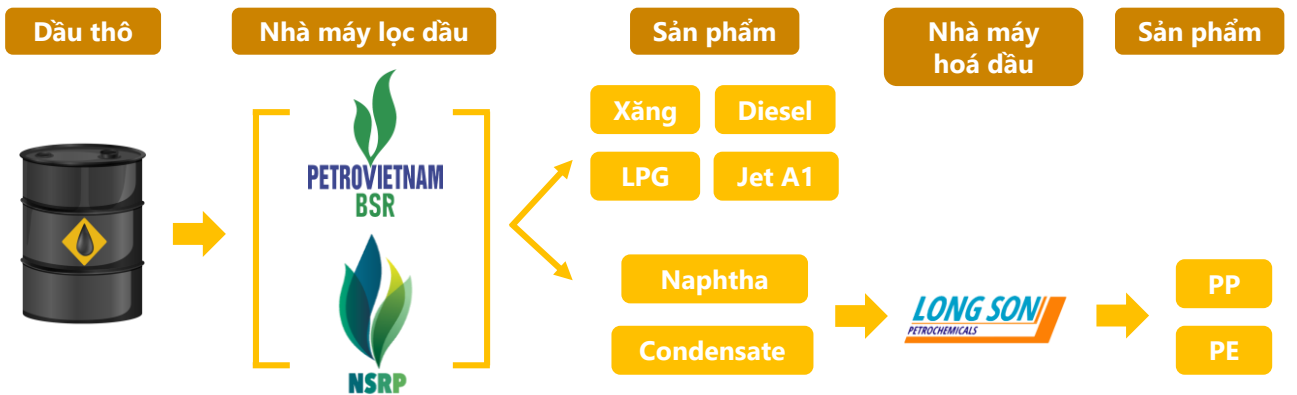 Dầu thô
Nhà máy lọc dầu
Sản phẩm
Nhà máy
hoá dầu
Sản phẩm
PETROVIETNAM
BSR
NSRP
Xăng
Diesel
LPG
Jet A1
Naphtha
Condensate
LONG SON
PETROCHEMICALS
PP
PE